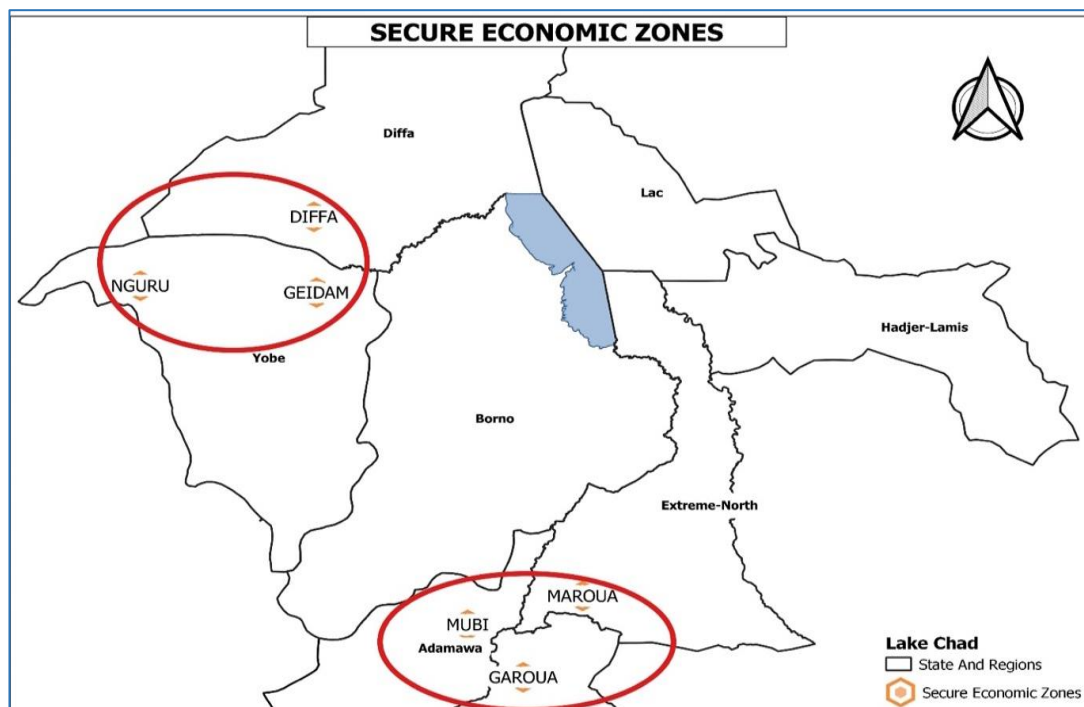 SECURE ECONOMIC ZONES
Diffa
Lac
DIFFA
NGURU
GEIDAM
Hadjer-Lamis
Yobe
Borno
Extreme-North
MAROUA
MUBI
Adamawa
GAROUA
Lake Chad
State And Regions
Secure Economic Zones